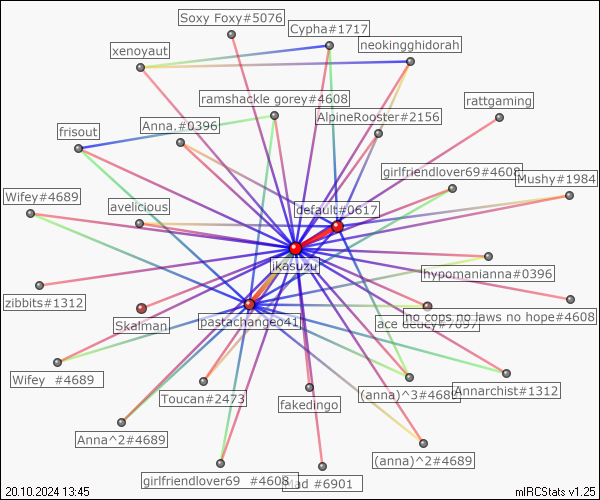 Soxy Foxy#5076
Cypha#1717
neokingghidorah
xenoyaut
ramshackle gorey#4608
rattgaming
AlpineRooster#2156
Anna.#0396
frisout
girlfriendlover69#4608
Mushy#1984
Wifey#4689
avelicious
default#0617
ikasuzu
hypomanianna#0396
zibbits#1312
no cops no laws no hope#4608
Skalman
pastachange41
ace deucy#7097
Wifey #4689
Toucan#2473
fakedingo
(anna)^3#4689
Annarchist#1312
Anna^2#4689
(anna)^2#4689
girlfriendlover69 #4608
#6901
20.10.2024 13:45
mIRCStats v1.25